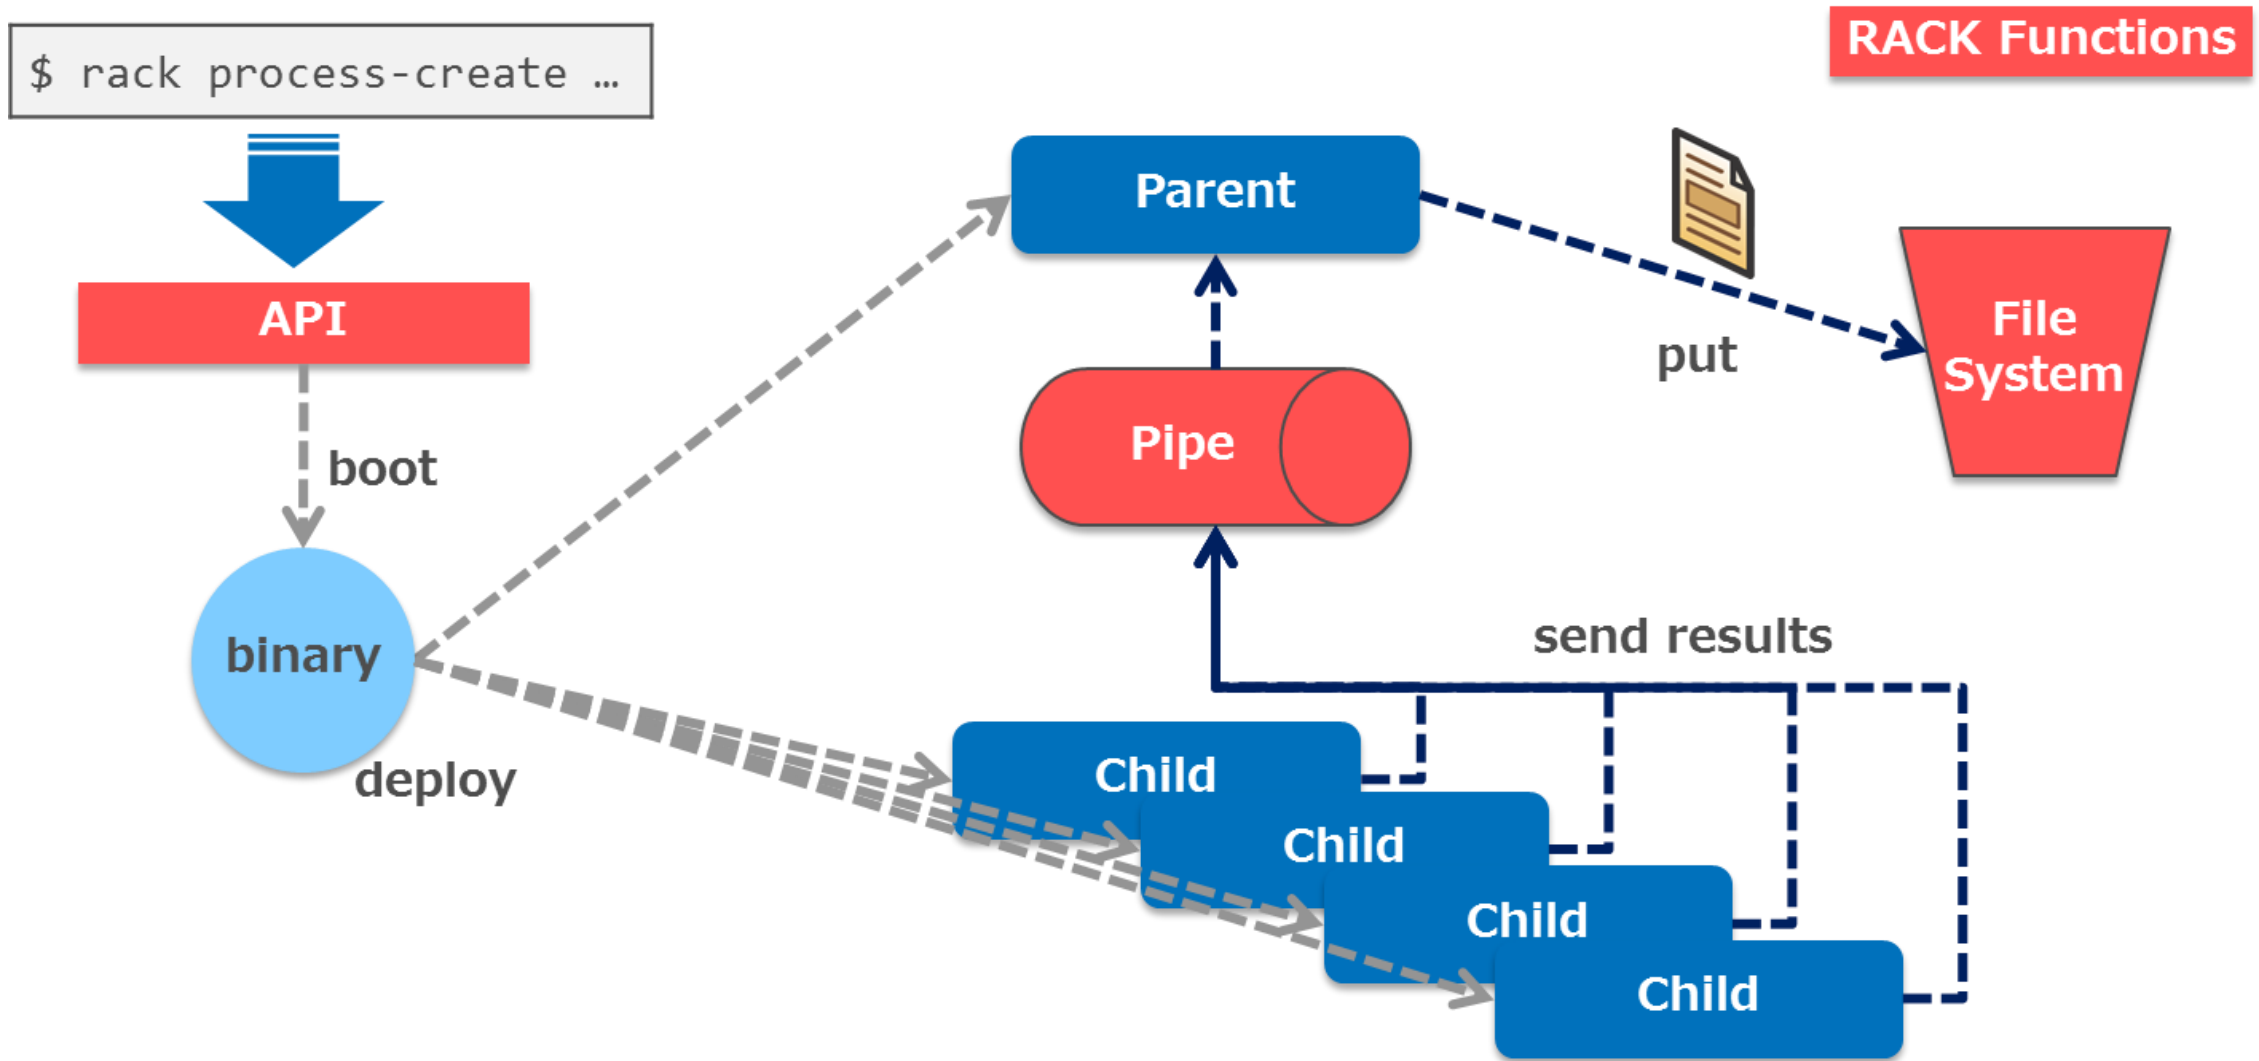 $ rack process-create …
RACK Functions
Parent
API
File
System
put
Pipe
boot
binary
send results
deploy
Child
Child
Child
Child